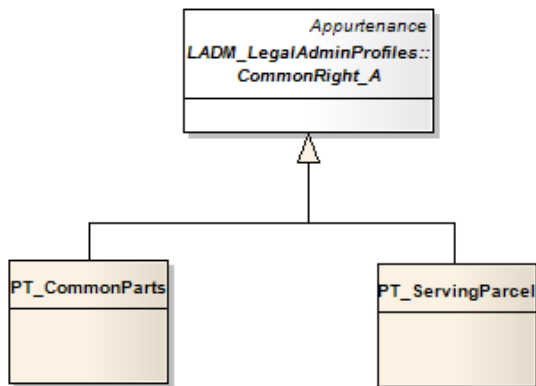 Appurtenance
LADM_LegalAdminProfiles::
CommonRight_A
PT_CommonParts
PT_ServingParcel